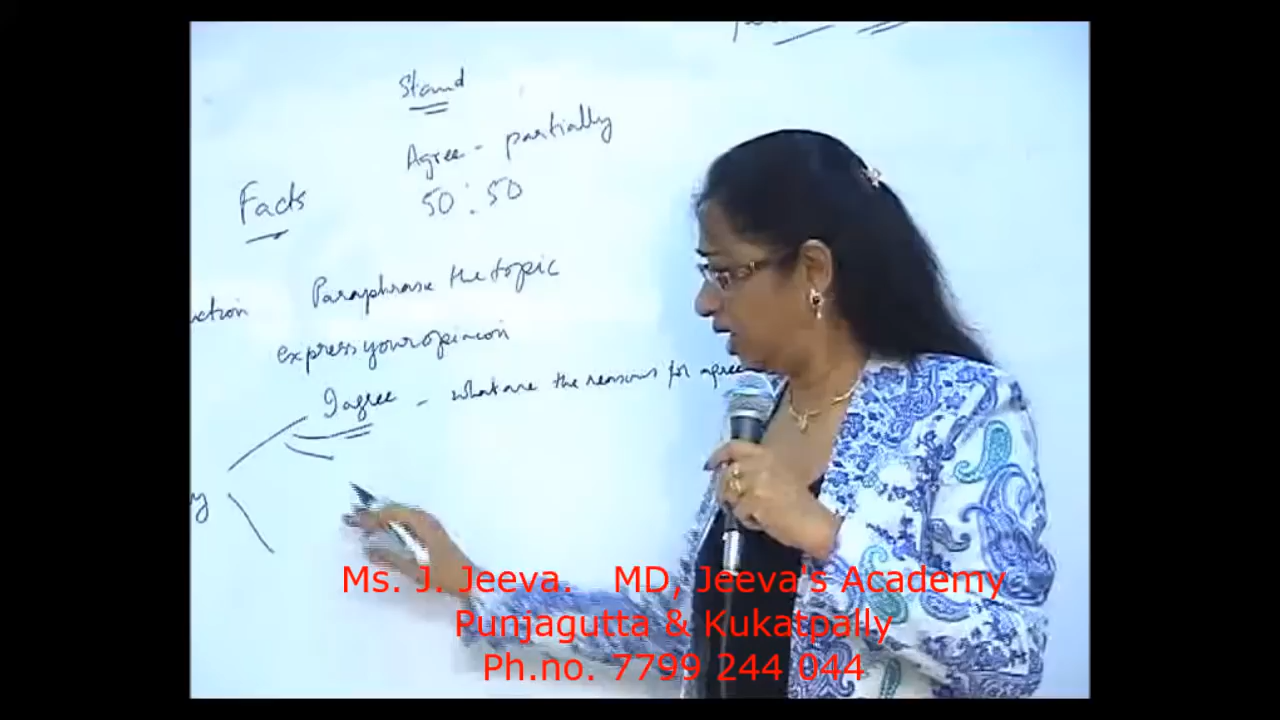 Stand
Agree - partially
50 : 50
Facts
Paraphrase the topic
express your opinion
I agree - what are the reasons for agree
Ms. J. Jeeva. MD, Jeeva's Academy
Punjagutta & Kukatpally
Ph.no. 7799 244 044